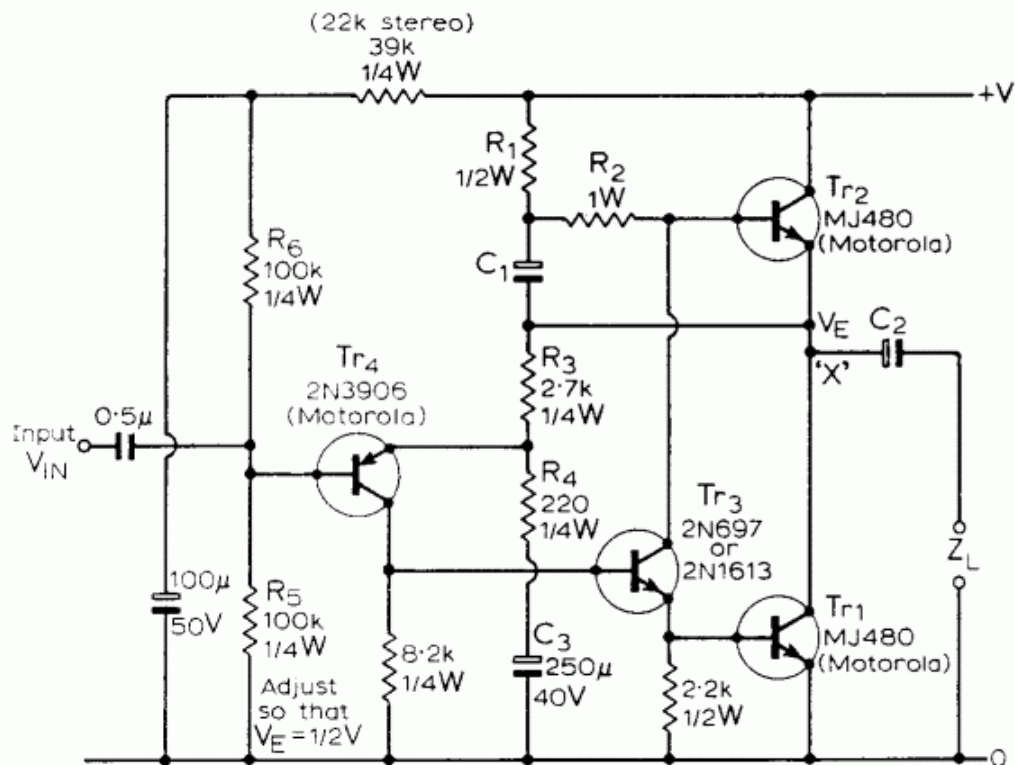 (22k stereo)
39k
1/4W
+V
R1
1/2W
R2
1W
Tr2
MJ480
(Motorola)
R6
100k
1/4W
C1
VE
C2
'X'
Tr4
2N3906
(Motorola)
R3
2·7k
1/4W
Input
VIN
0·5µ
R4
220
1/4W
Tr3
2N697
or
2N1613
ZL
100µ
50V
R5
100k
1/4W
Adjust
so that
VE=1/2V
8·2k
1/4W
C3
250µ
40V
2·2k
1/2W
Tr1
MJ480
(Motorola)
0